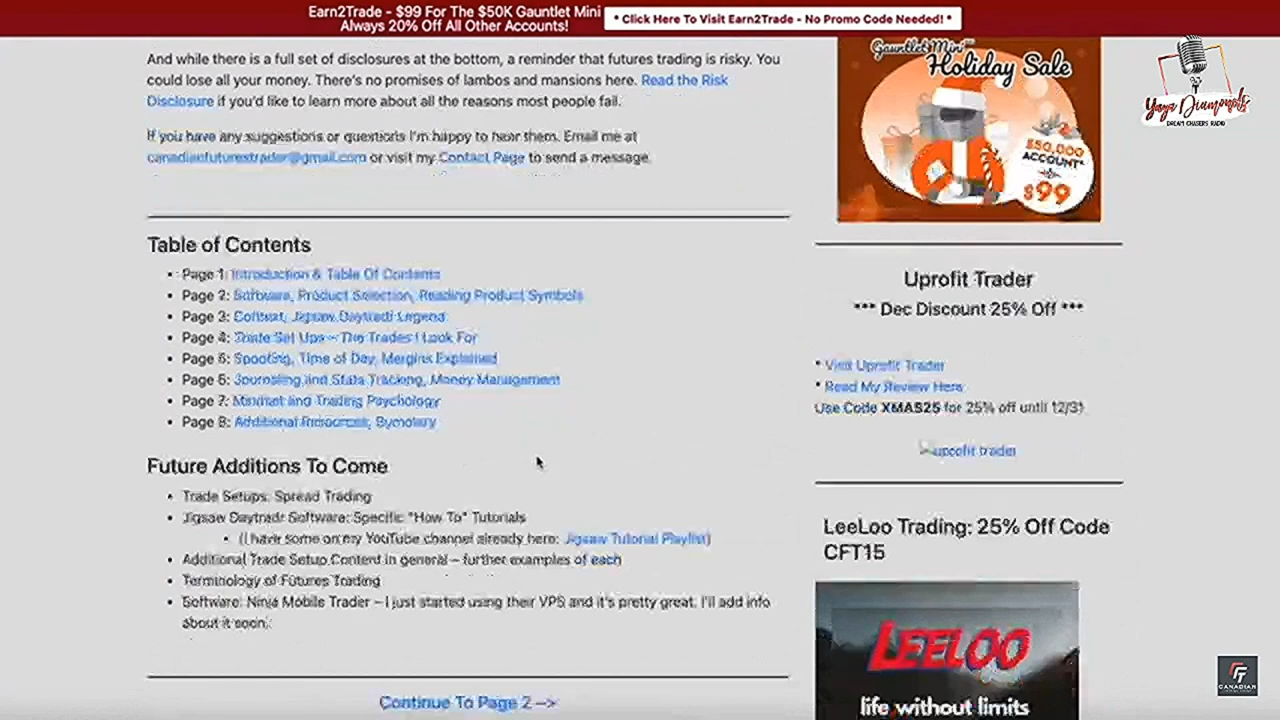 Earn2Trade - $99 For The $50K Gauntlet Mini
Always 20% Off All Other Accounts!
* Click Here To Visit Earn2Trade - No Promo Code Needed! *
And while there is a full set of disclosures at the bottom, a reminder that futures trading is risky. You
could lose all your money. There's no promises of lambos and mansions here. Read the Risk
Disclosure if you'd like to learn more about all the reasons most people fail.
If you have any suggestions or questions I'm happy to hear them. Email me at
canadianfuturestrader@gmail.com or visit my Contact Page to send a message.
Table of Contents
• Page 1: Introduction & Table Of Contents
• Page 2: Software, Product Selection, Reading Product Symbols
• Page 3: Jigsaw Daytradr Legend
• Page 4: Trade Set Ups – The Trades I Look For
• Page 5: Spoofing, Time of Day, Margins Explained
• Page 6: Journaling and Stats Tracking, Money Management
• Page 7: Mindset and Trading Psychology
• Page 8: Additional Resources, Summary
Future Additions To Come
• Trade Setups: Spread Trading
• Jigsaw Daytradr Software: Specific "How To" Tutorials
• (I have some on my YouTube channel already here: Jigsaw Tutorial Playlist)
• Additional Trade Setup Content in general – further examples of each
• Terminology of Futures Trading
• Software: Ninja Mobile Trader – I just started using their VPS and it's pretty great. I'll add info
about it soon.
Continue To Page 2 –>
Gauntlet Mini™
Holiday Sale
$50,000
ACCOUNT*
$99
Uprofit Trader
*** Dec Discount 25% Off ***
* Visit Uprofit Trader
* Read My Review Here
Use Code XMAS25 for 25% off until 12/31
uprofit trader
LeeLoo Trading: 25% Off Code
CFT15
LEELOO
life without limits
Yaya Diamonds
DREAM CHASERS RADIO
CANADIAN